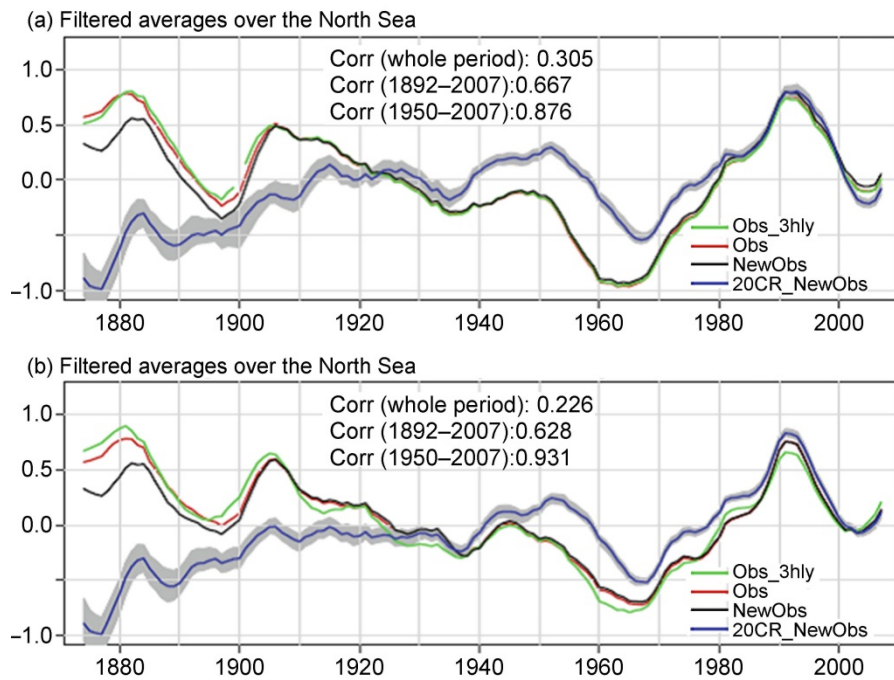 (a) Filtered averages over the North Sea
Corr (whole period): 0.305
Corr (1892–2007):0.667
Corr (1950–2007):0.876
1.0
0.5
0.0
–1.0
Obs_3hly
Obs
NewObs
20CR_NewObs
1880 1900 1920 1940 1960 1980 2000
(b) Filtered averages over the North Sea
Corr (whole period): 0.226
Corr (1892–2007):0.628
Corr (1950–2007):0.931
1.0
0.5
0.0
–1.0
Obs_3hly
Obs
NewObs
20CR_NewObs
1880 1900 1920 1940 1960 1980 2000